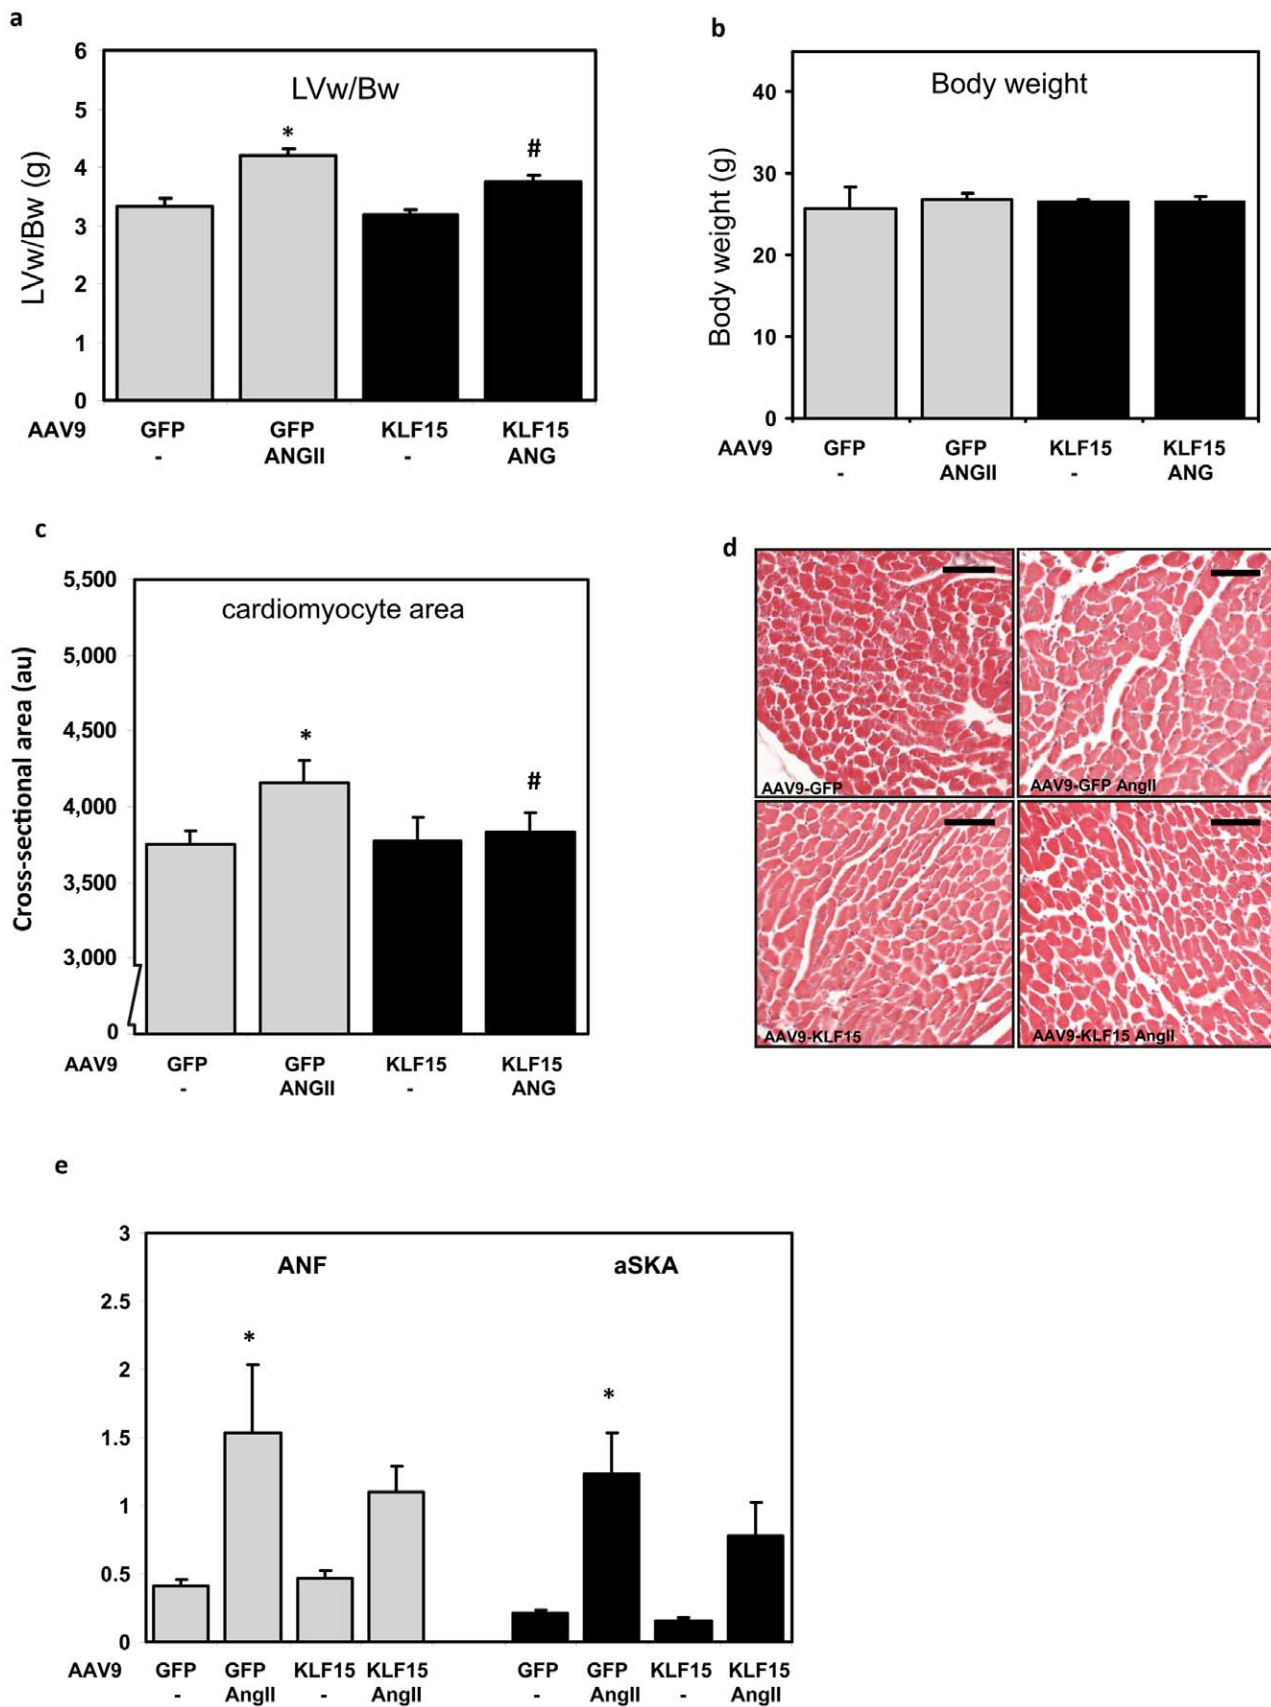 a
LVw/Bw
LVw/Bw (g)
6
5
4
3
2
1
0
*
#
AAV9 GFP GFP KLF15 KLF15
- ANGII - ANG
b
Body weight
Body weight (g)
40
30
20
10
0
AAV9 GFP GFP KLF15 KLF15
- ANGII - ANG
c
cardiomyocyte area
Cross-sectional area (au)
5,500
5,000
4,500
4,000
3,500
3,000
0
*
#
AAV9 GFP GFP KLF15 KLF15
- ANGII - ANG
d
AAV9-GFP
AAV9-GFP AngII
AAV9-KLF15
AAV9-KLF15 AngII
e
ANF aSKA
3
2.5
2
1.5
1
0.5
0
*
*
AAV9 GFP GFP KLF15 KLF15 GFP GFP KLF15 KLF15
- AngII - AngII - AngII - AngII